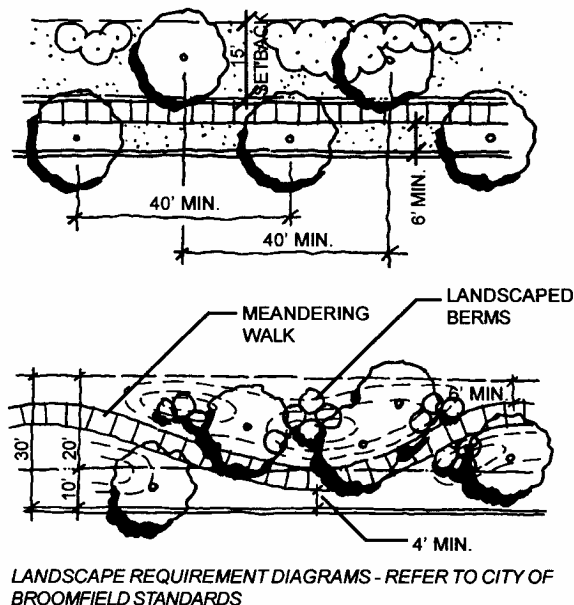 15'
SETBACK
6' MIN.
40' MIN.
40' MIN.
MEANDERING
WALK
LANDSCAPED
BERMS
6' MIN.
30'
20'
10'
4' MIN.
LANDSCAPE REQUIREMENT DIAGRAMS - REFER TO CITY OF
BROOMFIELD STANDARDS